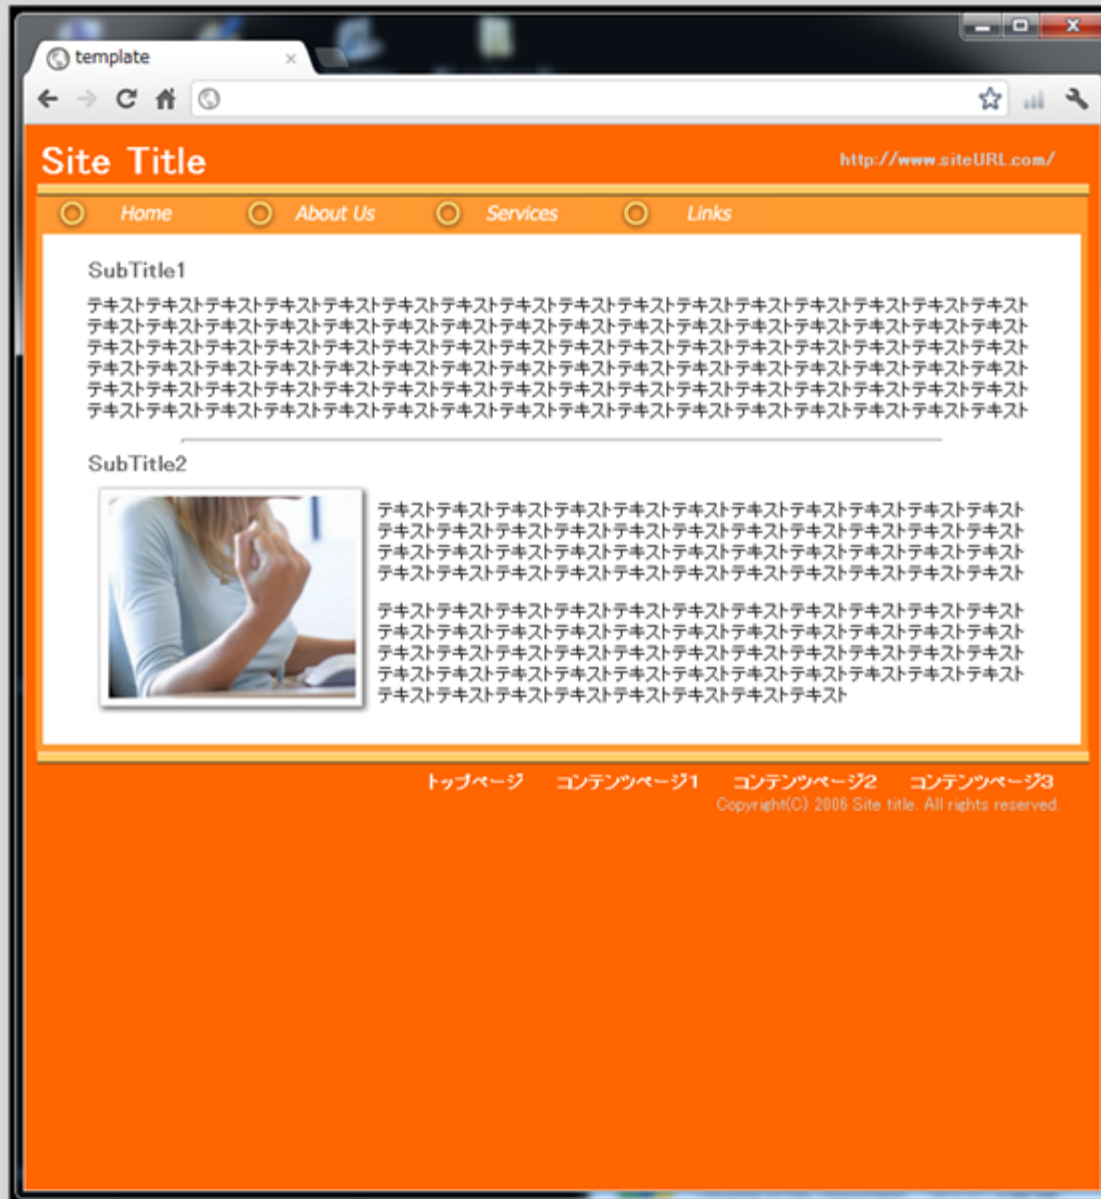 template
Site Title
http://www.siteURL.com/
Home
About Us
Services
Links
SubTitle1
テキストテキストテキストテキストテキストテキストテキストテキストテキストテキストテキストテキストテキストテキストテキストテキスト
テキストテキストテキストテキストテキストテキストテキストテキストテキストテキストテキストテキストテキストテキストテキストテキスト
テキストテキストテキストテキストテキストテキストテキストテキストテキストテキストテキストテキストテキストテキストテキストテキスト
テキストテキストテキストテキストテキストテキストテキストテキストテキストテキストテキストテキストテキストテキストテキストテキスト
テキストテキストテキストテキストテキストテキストテキストテキストテキストテキストテキストテキストテキストテキストテキストテキスト
テキストテキストテキストテキストテキストテキストテキストテキストテキストテキストテキストテキストテキストテキストテキストテキスト
SubTitle2
テキストテキストテキストテキストテキストテキストテキストテキストテキストテキストテキスト
テキストテキストテキストテキストテキストテキストテキストテキストテキストテキストテキスト
テキストテキストテキストテキストテキストテキストテキストテキストテキストテキストテキスト
テキストテキストテキストテキストテキストテキストテキストテキストテキストテキストテキスト
テキストテキストテキストテキストテキストテキストテキストテキストテキストテキストテキスト
テキストテキストテキストテキストテキストテキストテキストテキストテキストテキストテキスト
テキストテキストテキストテキストテキストテキストテキストテキストテキストテキストテキスト
テキストテキストテキストテキストテキストテキストテキストテキストテキストテキストテキスト
テキストテキストテキストテキストテキストテキストテキストテキスト
トップページ コンテンツページ1 コンテンツページ2 コンテンツページ3
Copyright(C) 2006 Site title. All rights reserved.